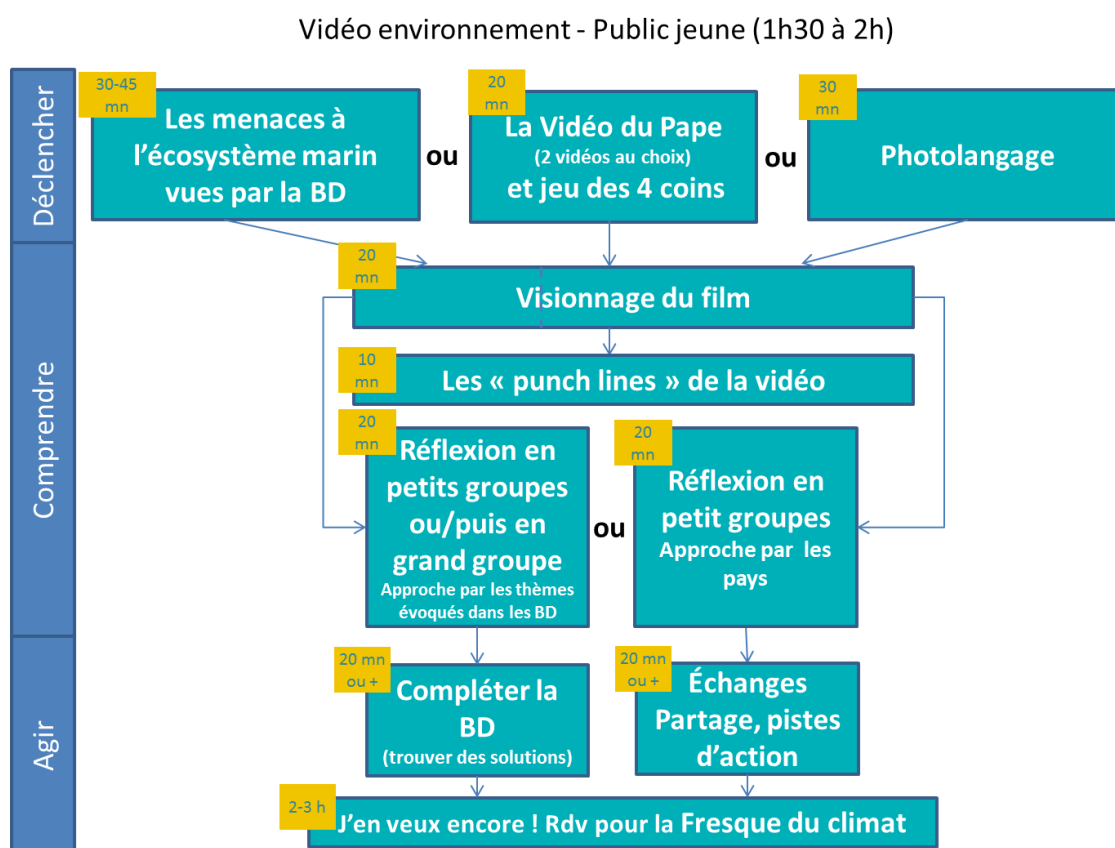 Vidéo environnement - Public jeune (1h30 à 2h)
Déclencher
30-45
mn
Les menaces à
l'écosystème marin
vues par la BD
ou
20
mn
La Vidéo du Pape
(2 vidéos au choix)
et jeu des 4 coins
ou
30
mn
Photolangage
Comprendre
20
mn
Visionnage du film
10
mn
Les « punch lines » de la vidéo
20
mn
Réflexion en
petits groupes
ou/puis en
grand groupe
Approche par les thèmes
évoqués dans les BD
ou
20
mn
Réflexion en
petit groupes
Approche par les
pays
Agir
20 mn
ou +
Compléter la
BD
(trouver des solutions)
20 mn
ou +
Échanges
Partage, pistes
d'action
2-3 h
J'en veux encore ! Rdv pour la Fresque du climat